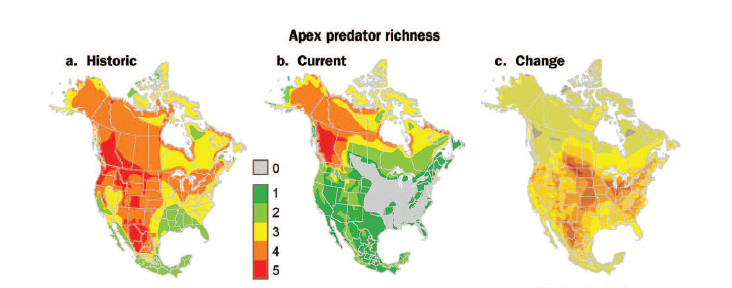 Apex predator richness
a. Historic
b. Current
c. Change
0
1
2
3
4
5